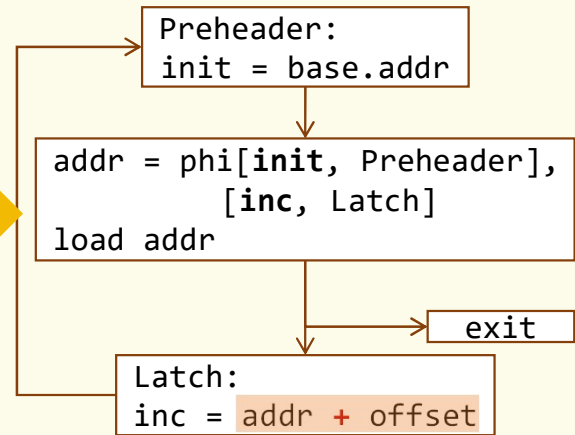 Preheader:
init = base.addr
addr = phi[init, Preheader],
[inc, Latch]
load addr
exit
Latch:
inc = addr + offset